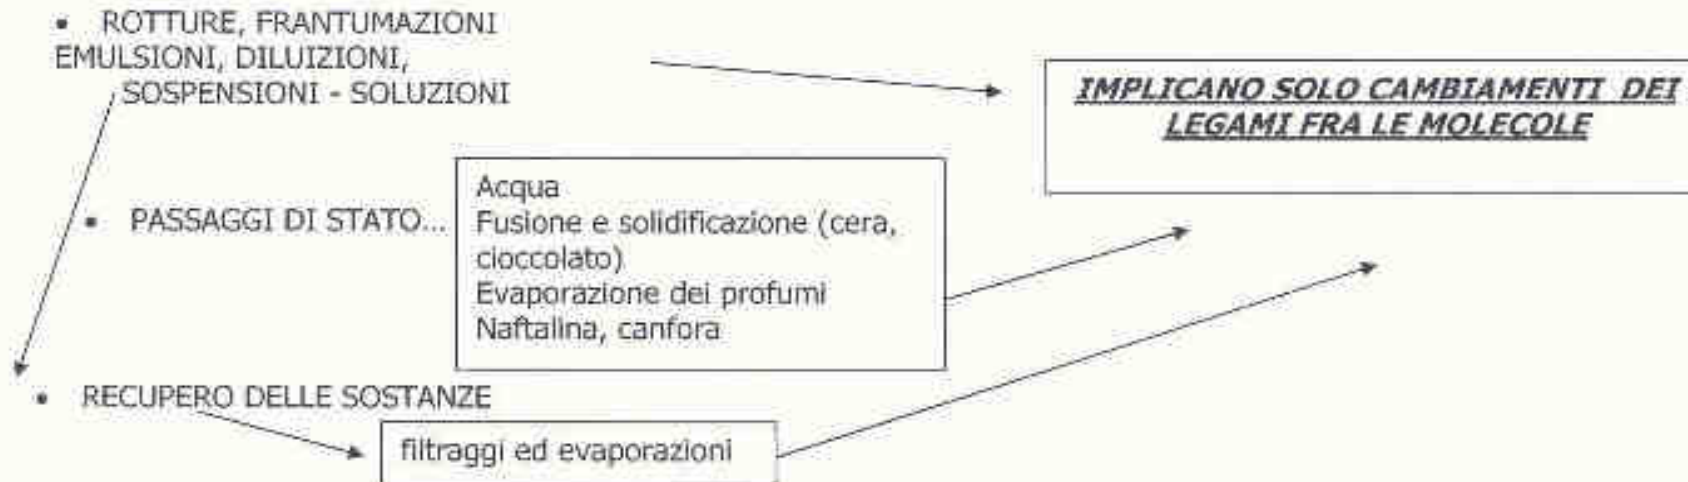 • ROTTURE, FRANTUMAZIONI
EMULSIONI, DILUIZIONI,
SOSPENSIONI - SOLUZIONI
IMPLICANO SOLO CAMBIAMENTI DEI
LEGAMI FRA LE MOLECOLE
• PASSAGGI DI STATO...
Acqua
Fusione e solidificazione (cera,
cioccolato)
Evaporazione dei profumi
Naftalina, canfora
• RECUPERO DELLE SOSTANZE
filtraggi ed evaporazioni